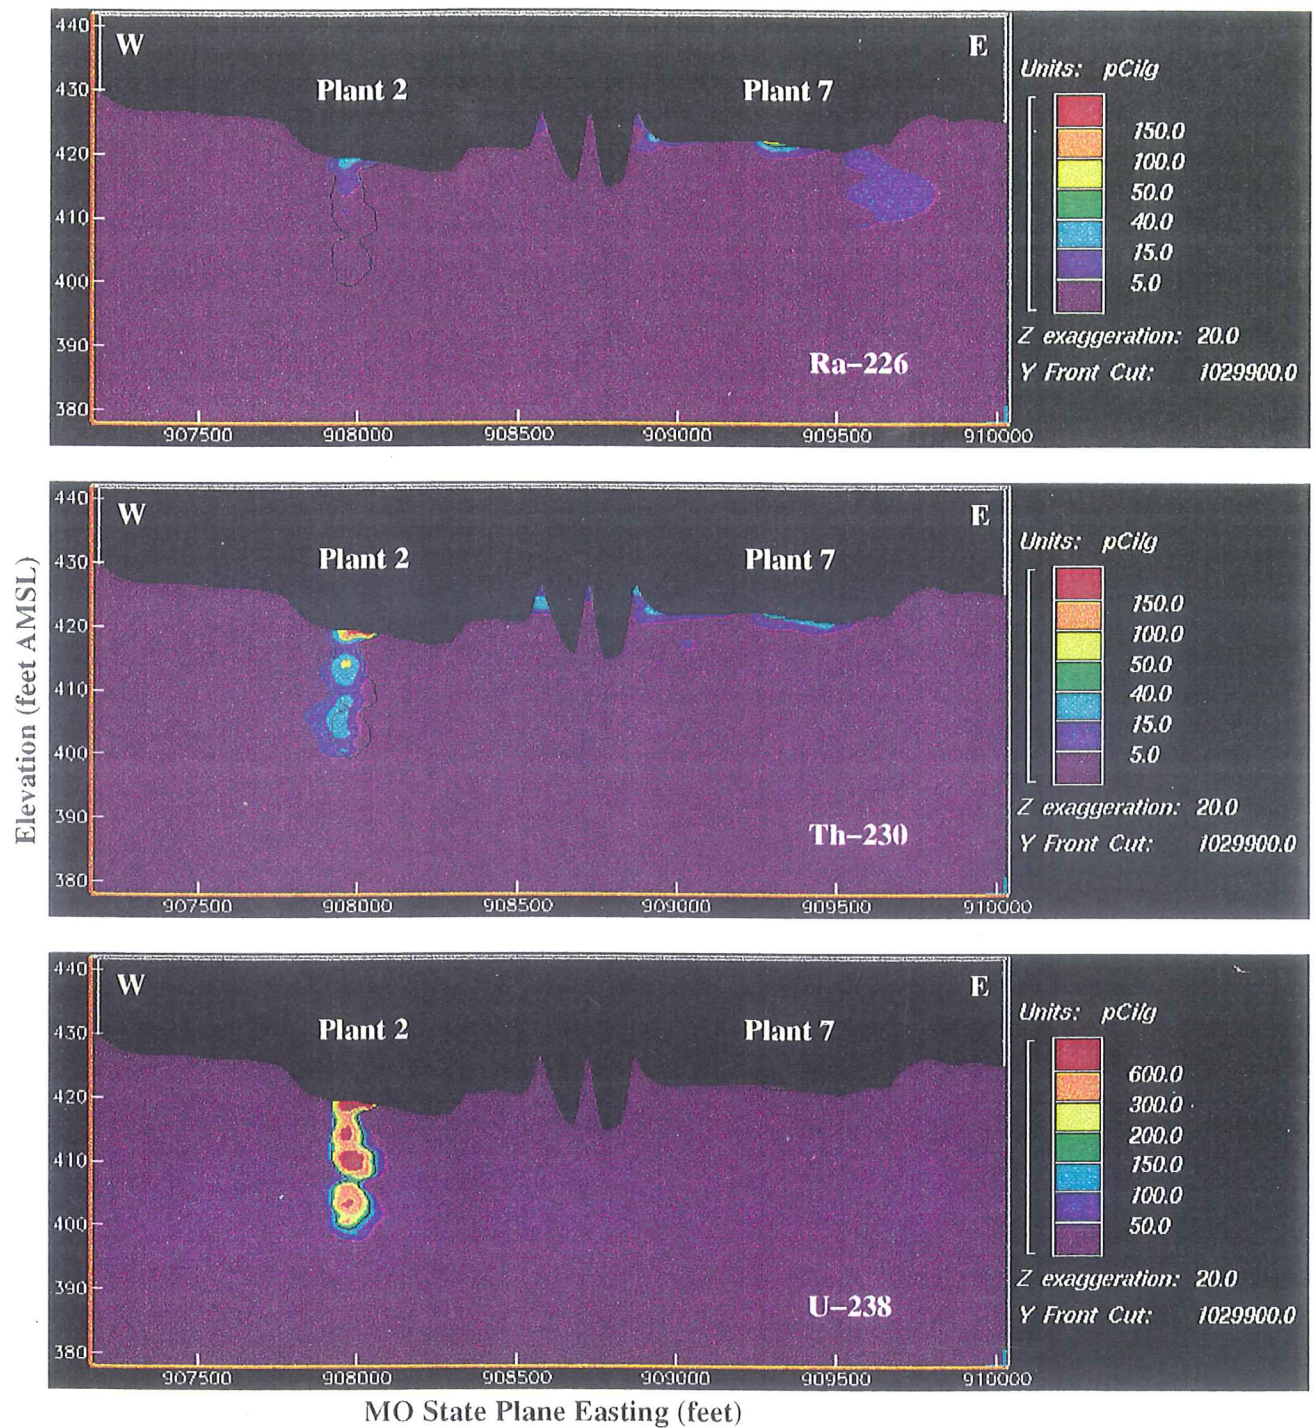 440
W
E
Plant 2
Plant 7
430
420
410
400
390
380
Ra-226
907500 908000 908500 909000 909500 910000
Units: pCi/g
150.0
100.0
50.0
40.0
15.0
5.0
Z exaggeration: 20.0
Y Front Cut: 1029900.0
Elevation (feet AMSL)
440
W
E
Plant 2
Plant 7
430
420
410
400
390
380
Th-230
907500 908000 908500 909000 909500 910000
Units: pCi/g
150.0
100.0
50.0
40.0
15.0
5.0
Z exaggeration: 20.0
Y Front Cut: 1029900.0
440
W
E
Plant 2
Plant 7
430
420
410
400
390
380
U-238
907500 908000 908500 909000 909500 910000
Units: pCi/g
600.0
300.0
200.0
150.0
100.0
50.0
Z exaggeration: 20.0
Y Front Cut: 1029900.0
MO State Plane Easting (feet)